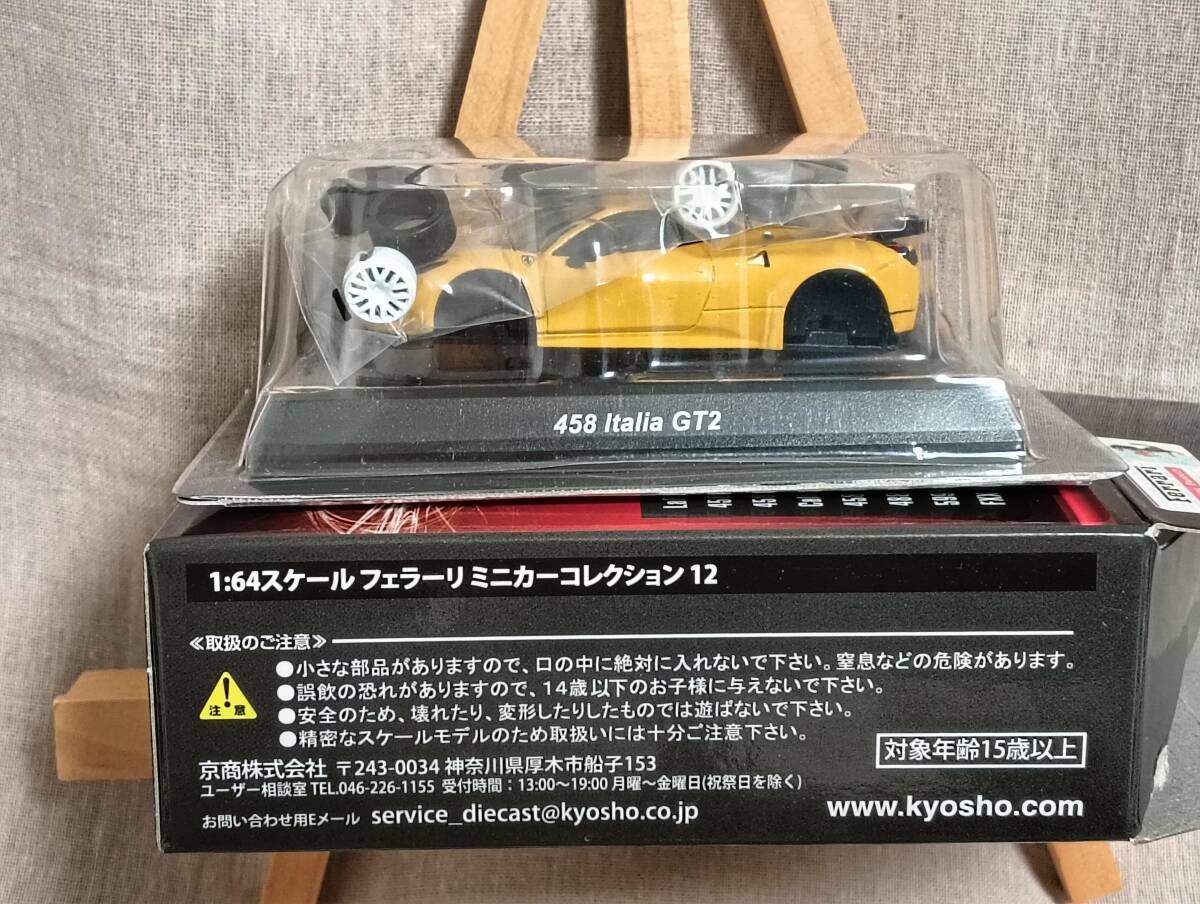 458 Italia GT2
1:64スケール フェラーリ ミニカーコレクション 12
≪取扱のご注意≫
注 意
●小さな部品がありますので、口の中に絶対に入れないで下さい。窒息などの危険があります。
●誤飲の恐れがありますので、14歳以下のお子様に与えないで下さい。
●安全のため、壊れたり、変形したりしたものでは遊ばないで下さい。
●精密なスケールモデルのため取扱いには十分ご注意下さい。
対象年齢15歳以上
京商株式会社 〒243-0034 神奈川県厚木市船子153
ユーザー相談室 TEL.046-226-1155 受付時間：13:00～19:00 月曜～金曜日(祝祭日を除く)
お問い合わせ用Eメール service_diecast@kyosho.co.jp
www.kyosho.com